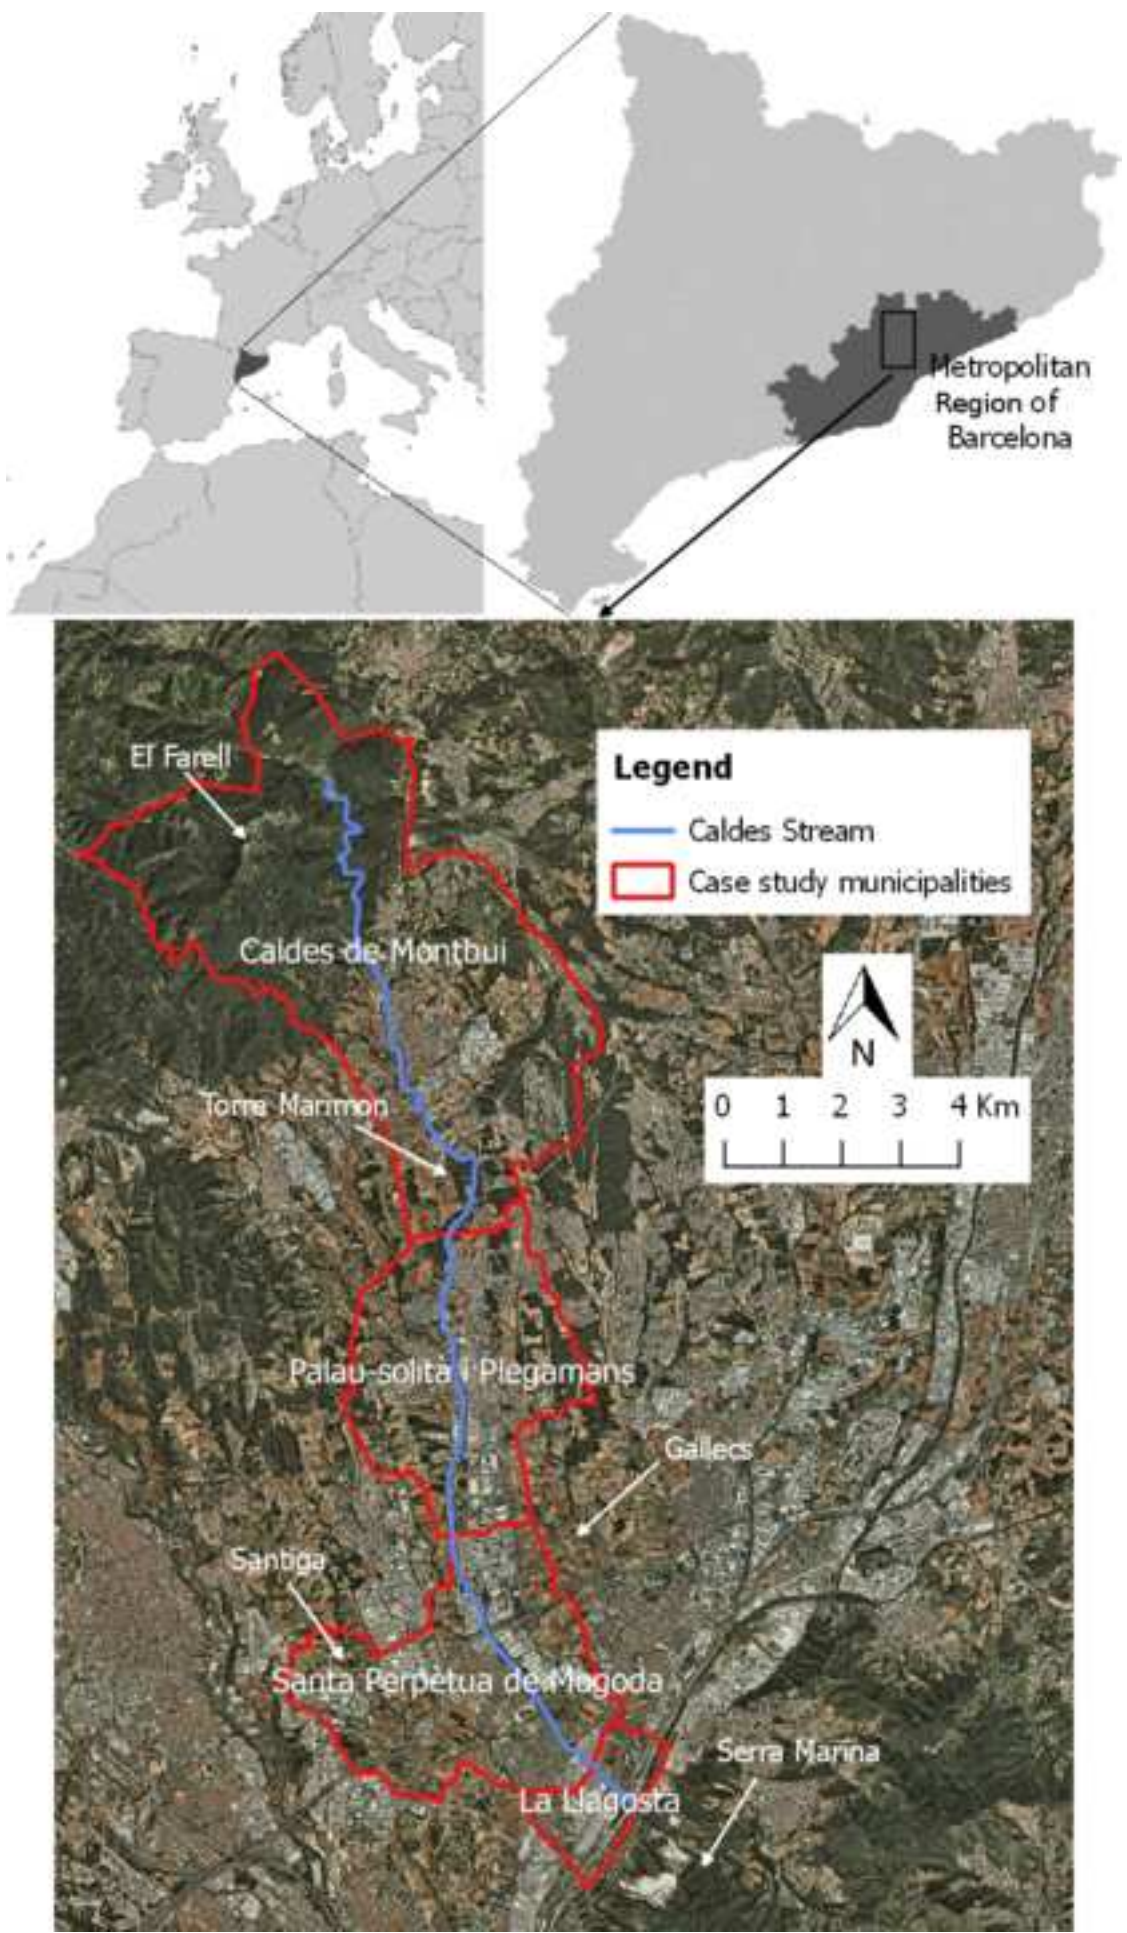 Metropolitan
Region of
Barcelona
El Farell
Legend
Caldes Stream
Case study municipalities
Caldes de Montbui
N
0 1 2 3 4 Km
Torre Marimon
Palau-solità i Plegamans
Gallecs
Santiga
Santa Perpètua de Mogoda
Serra Marina
La Llagosta